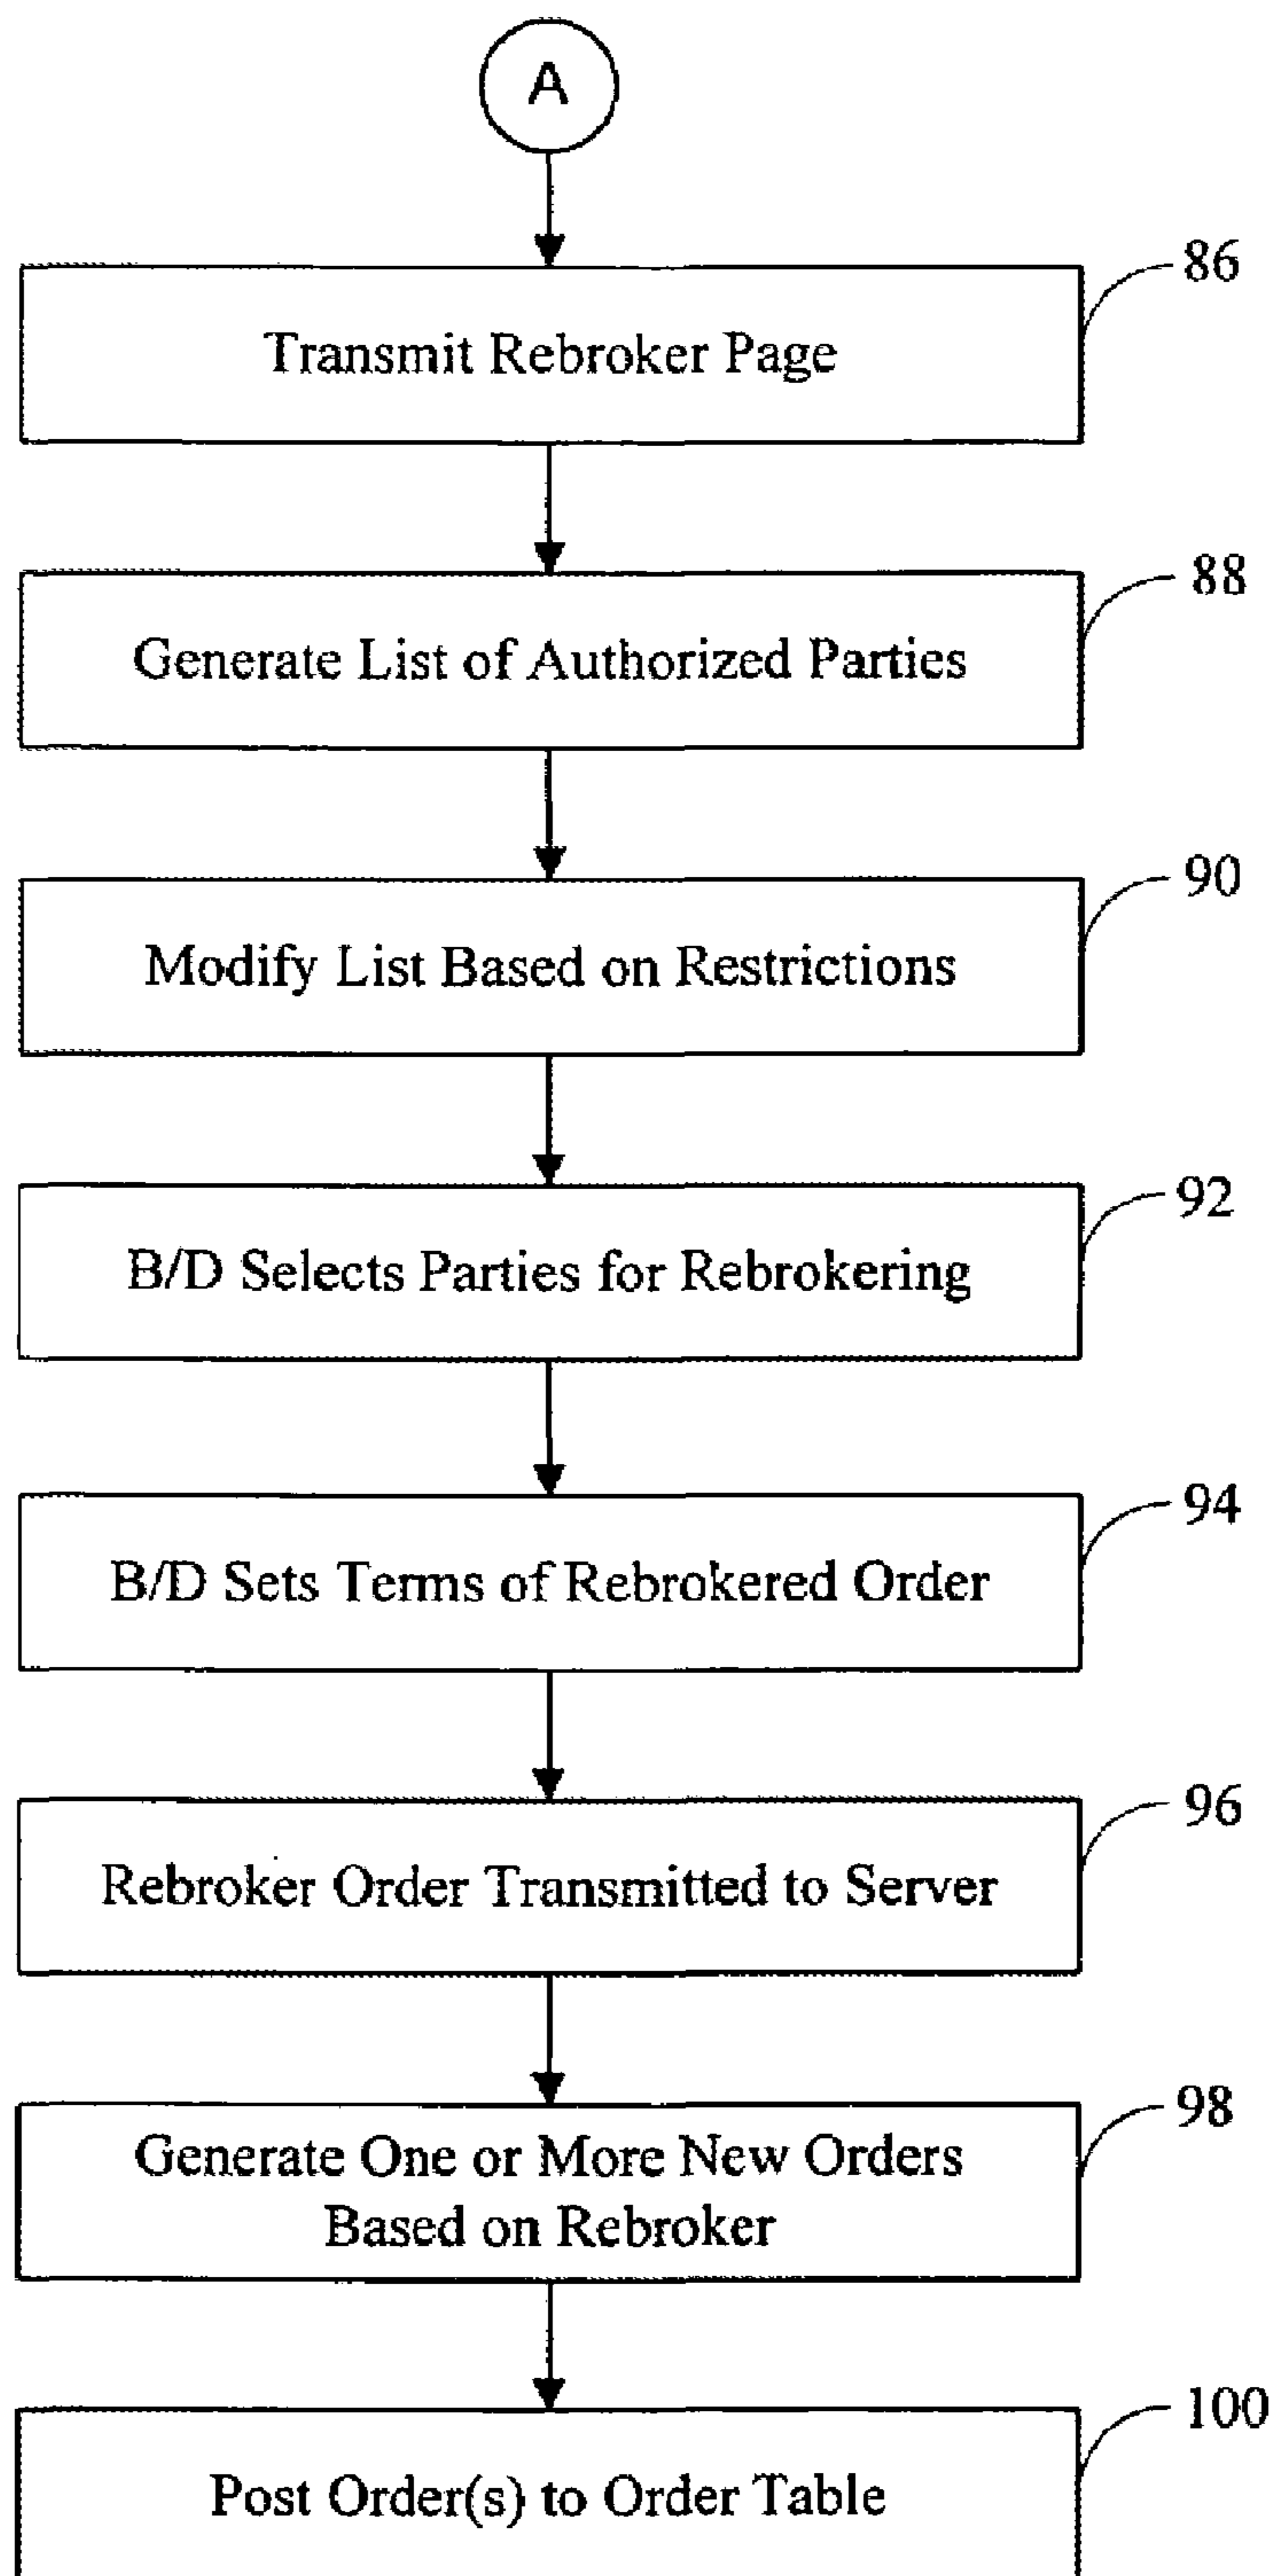 A
86
Transmit Rebroker Page
88
Generate List of Authorized Parties
90
Modify List Based on Restrictions
92
B/D Selects Parties for Rebrokering
94
B/D Sets Terms of Rebrokered Order
96
Rebroker Order Transmitted to Server
98
Generate One or More New Orders
Based on Rebroker
100
Post Order(s) to Order Table